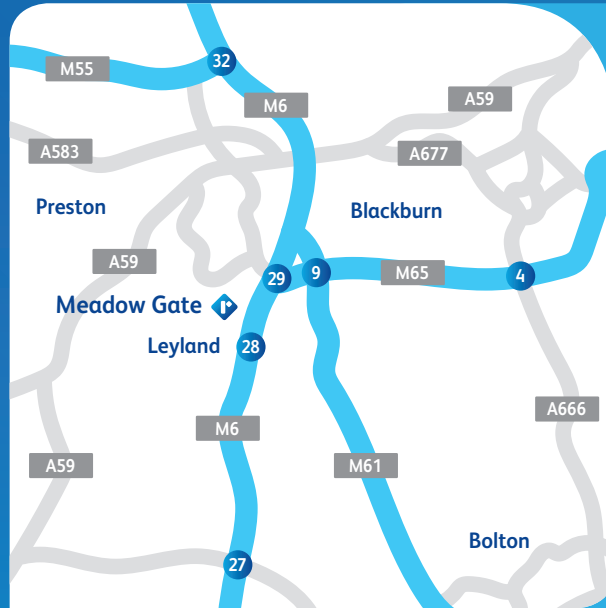 32
M55
M6
A59
A583
A677
Preston
Blackburn
A59
29
9
M65
4
Meadow Gate
Leyland
28
A666
M6
A59
M61
Bolton
27